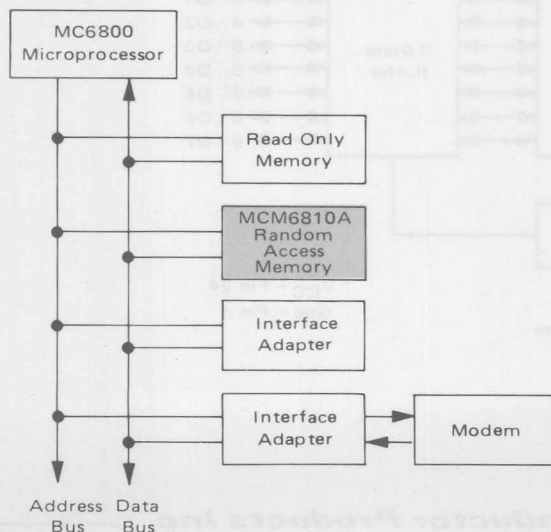 MC6800
Microprocessor
Read Only
Memory
MCM6810A
Random
Access
Memory
Interface
Adapter
Interface
Adapter
Modem
Address Data
Bus Bus